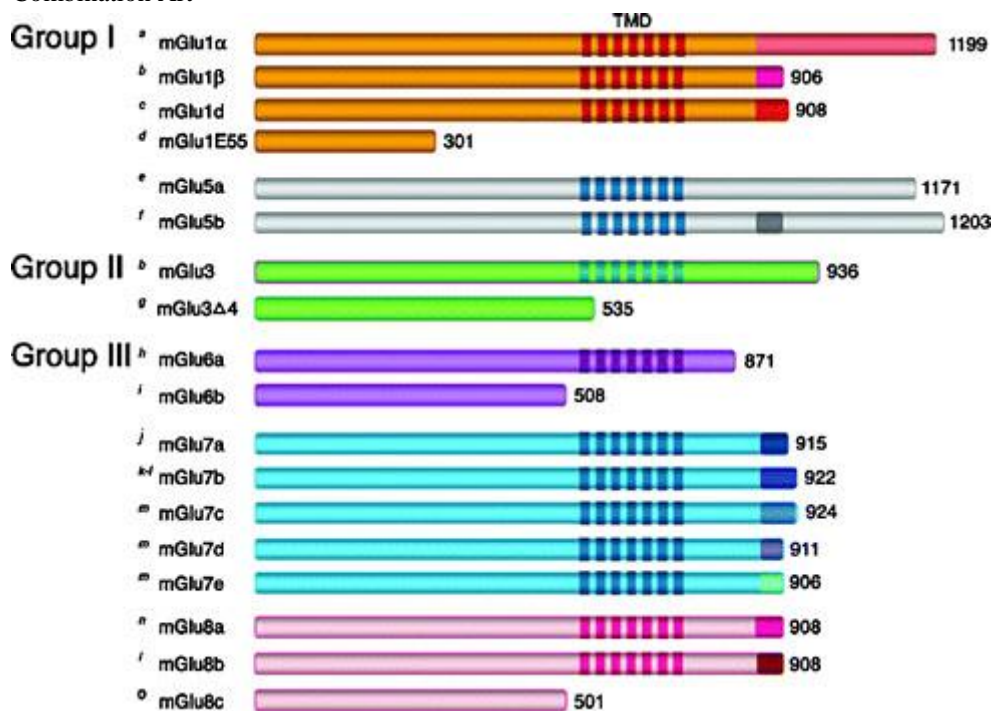 TMD
Group I a mGlu1α 1199
b mGlu1β 906
c mGlu1d 908
d mGlu1E55 301
e mGlu5a 1171
f mGlu5b 1203
Group II b mGlu3 936
g mGlu3Δ4 535
Group III h mGlu6a 871
i mGlu6b 508
j mGlu7a 915
k-l mGlu7b 922
m mGlu7c 924
m mGlu7d 911
m mGlu7e 906
n mGlu8a 908
l mGlu8b 908
o mGlu8c 501